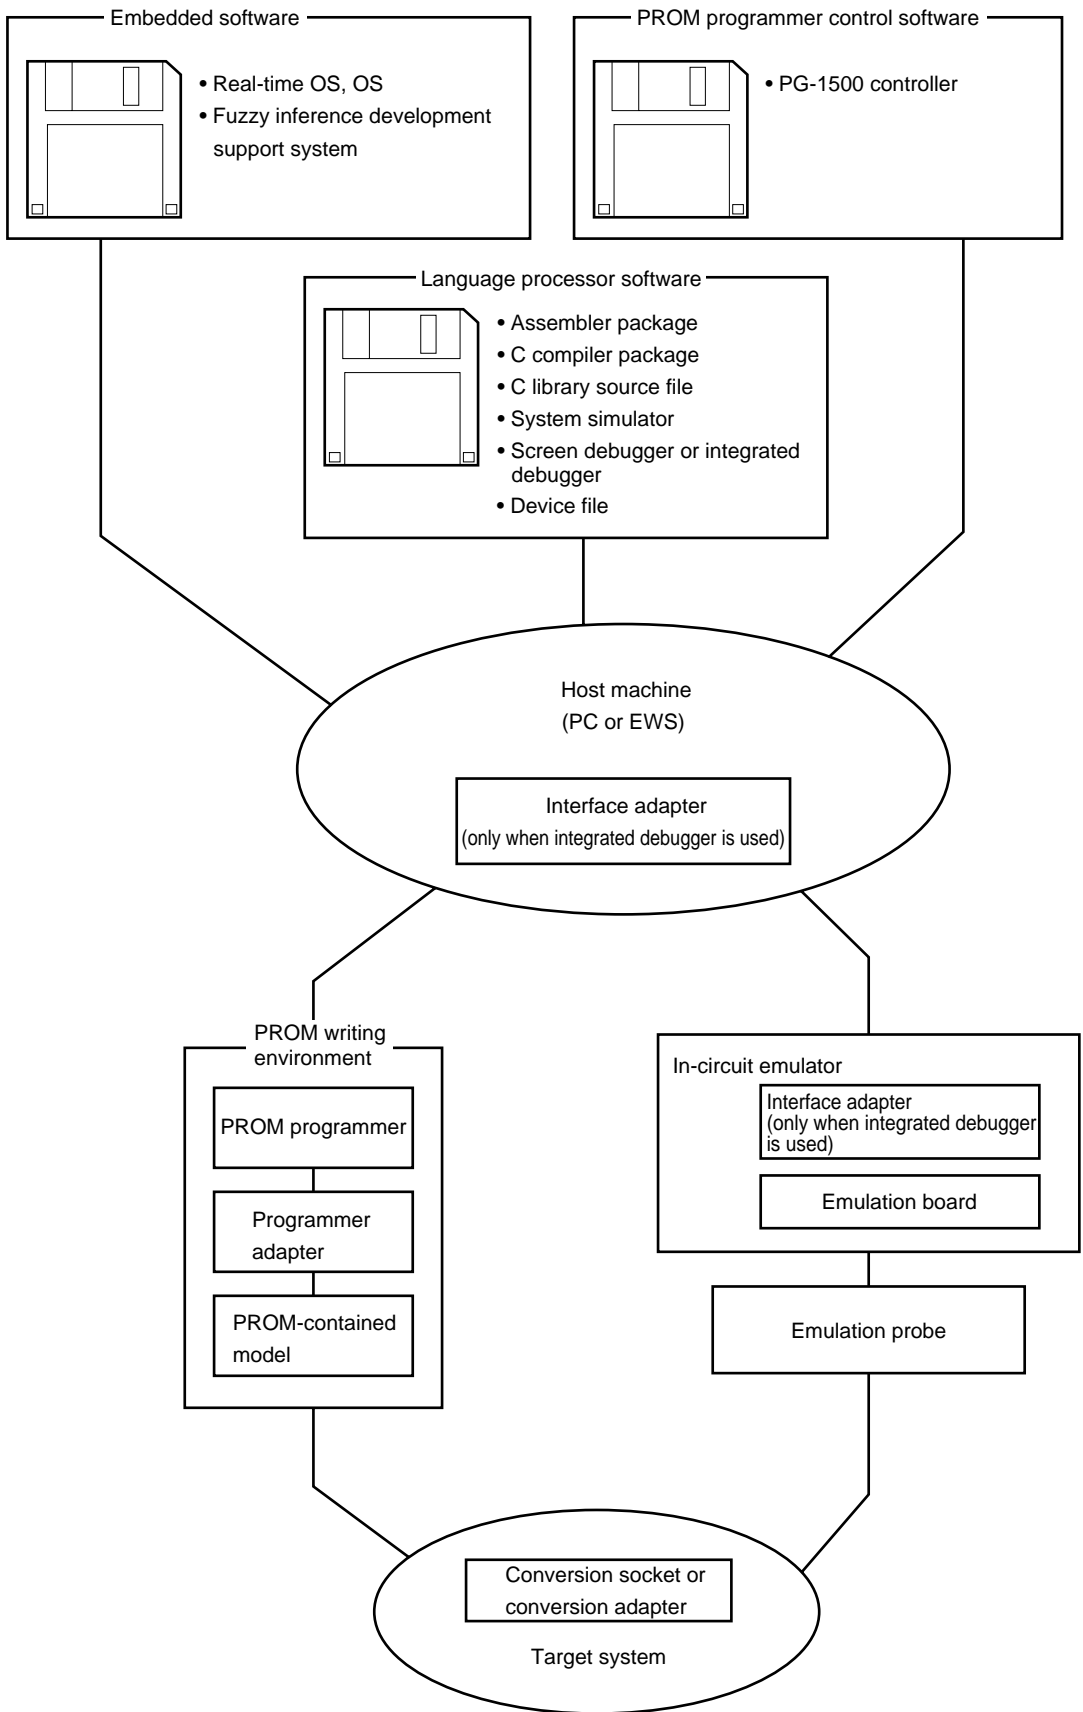 Embedded software
• Real-time OS, OS
• Fuzzy inference development
support system
PROM programmer control software
• PG-1500 controller
Language processor software
• Assembler package
• C compiler package
• C library source file
• System simulator
• Screen debugger or integrated
debugger
• Device file
Host machine
(PC or EWS)
Interface adapter
(only when integrated debugger is used)
PROM writing
environment
PROM programmer
Programmer
adapter
PROM-contained
model
In-circuit emulator
Interface adapter
(only when integrated debugger
is used)
Emulation board
Emulation probe
Conversion socket or
conversion adapter
Target system